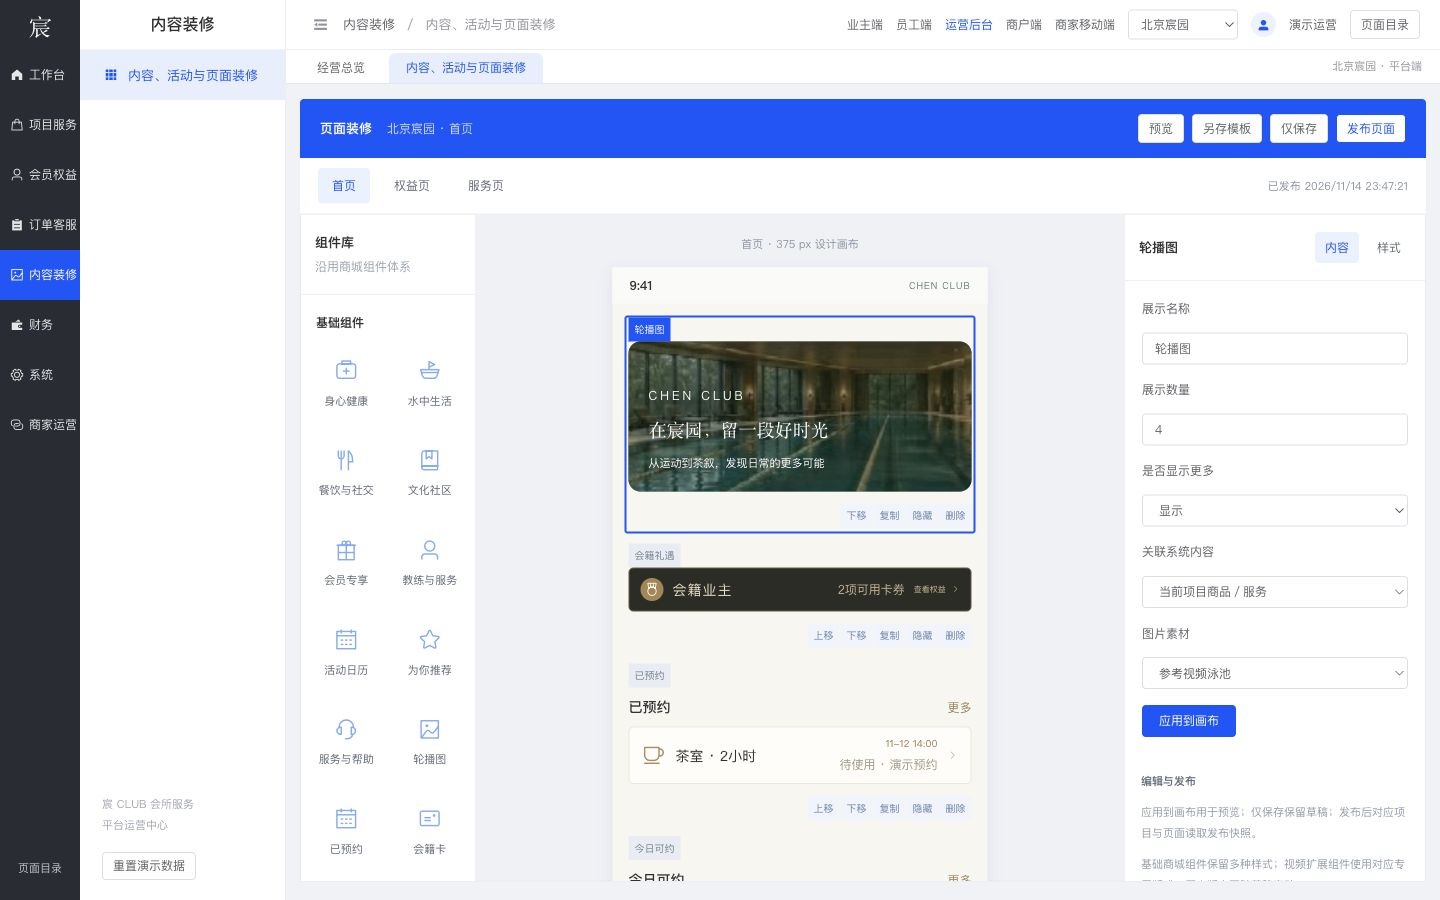 宸
工作台
项目服务
会员权益
订单客服
内容装修
财务
系统
商家运营
页面目录
内容装修
内容、活动与页面装修
宸 CLUB 会所服务
平台运营中心
重置演示数据
内容装修 / 内容、活动与页面装修
业主端 员工端 运营后台 商户端 商家移动端 北京宸园 演示运营 页面目录
经营总览 内容、活动与页面装修 北京宸园 · 平台端
页面装修 北京宸园 · 首页 预览 另存模板 仅保存 发布页面
首页 权益页 服务页 已发布 2026/11/14 23:47:21
组件库
沿用商城组件体系
基础组件
身心健康 水中生活
餐饮与社交 文化社区
会员专享 教练与服务
活动日历 为你推荐
服务与帮助 轮播图
已预约 会籍卡
首页 · 375 px 设计画布
9:41 CHEN CLUB
轮播图
CHEN CLUB
在宸园，留一段好时光
从运动到茶叙，发现日常的更多可能
下移 复制 隐藏 删除
会籍礼遇
会籍业主 2项可用卡券 查看权益
上移 下移 复制 隐藏 删除
已预约
已预约 更多
茶室 · 2小时 11-12 14:00
待使用 · 演示预约
上移 下移 复制 隐藏 删除
今日可约
今日可约 更多
轮播图 内容 样式
展示名称
轮播图
展示数量
4
是否显示更多
显示
关联系统内容
当前项目商品 / 服务
图片素材
参考视频泳池
应用到画布
编辑与发布
应用到画布用于预览；仅保存保留草稿；发布后对应项
目与页面读取发布快照。
基础商城组件保留多种样式；视频扩展组件使用对应专